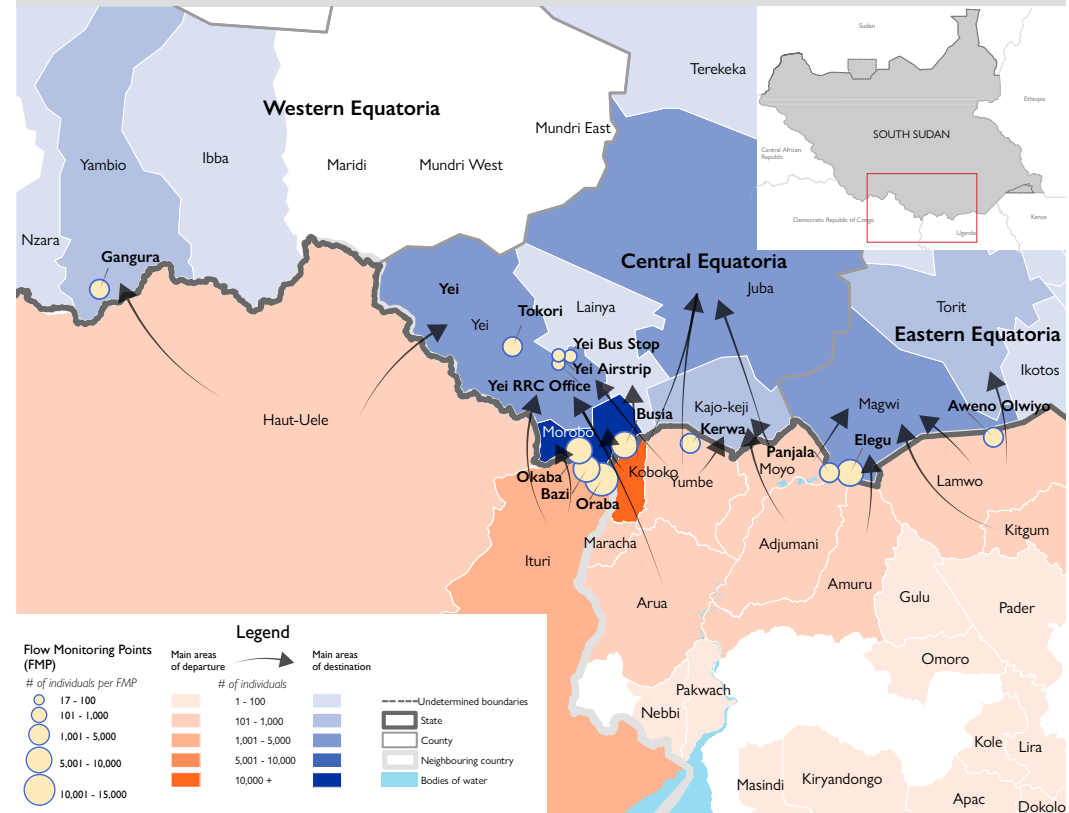 Sudan
Ethiopia
SOUTH SUDAN
Central African
Republic
Democratic Republic of Congo
Kenya
Uganda
Terekeka
Western Equatoria
Mundri East
Yambio
Ibba
Maridi
Mundri West
Nzara
Gangura
Central Equatoria
Juba
Yei
Yei
Tokori
Lainya
Torit
Eastern Equatoria
Ikotos
Yei Bus Stop
Yei Airstrip
Yei RRC Office
Busia
Kajo-keji
Kerwa
Magwi
Aweno Olwiyo
Haut-Uele
Morobo
Elegu
Panjala
Moyo
Okaba
Koboko
Yumbe
Bazi
Oraba
Lamwo
Kitgum
Maracha
Adjumani
Ituri
Amuru
Arua
Gulu
Pader
Omoro
Pakwach
Nebbi
Kole
Lira
Masindi
Kiryandongo
Apac
Dokolo
Legend
Flow Monitoring Points
(FMP)
# of individuals per FMP
17 - 100
101 - 1,000
1,001 - 5,000
5,001 - 10,000
10,001 - 15,000
Main areas
of departure
Main areas
of destination
# of individuals
1 - 100
101 - 1,000
1,001 - 5,000
5,001 - 10,000
10,000 +
Undetermined boundaries
State
County
Neighbouring country
Bodies of water